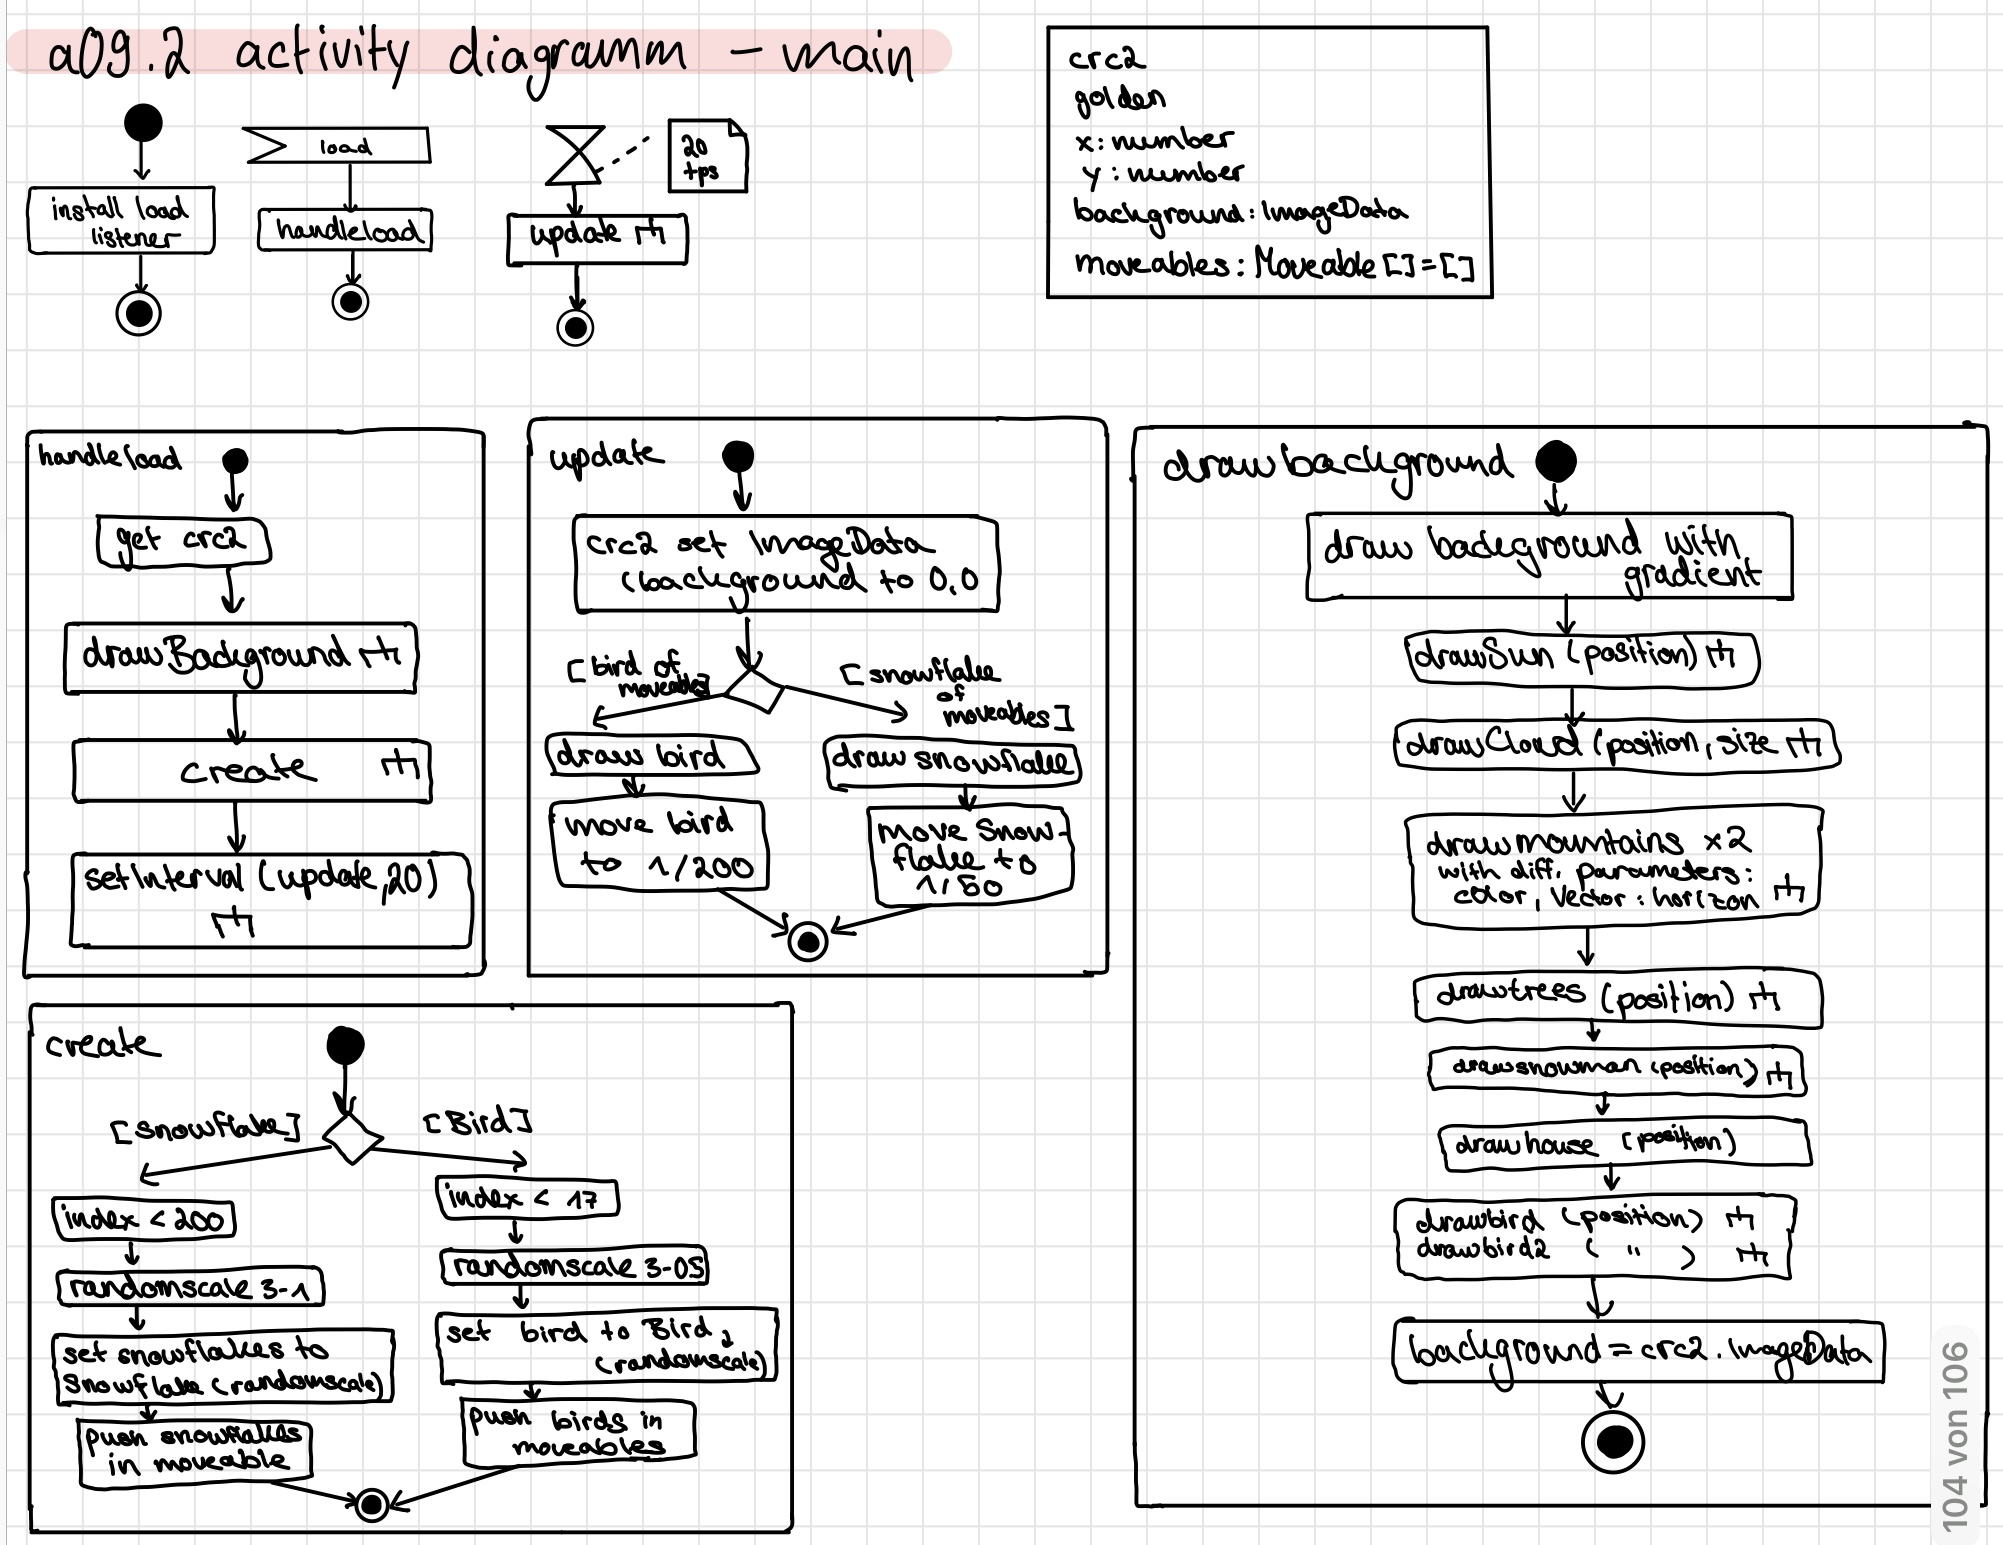 a09.2 activity diagramm - main
install load
listener
load
handleload
20
tps
update
crc2
golden
x: number
y: number
background: ImageData
moveables: Moveable[]=[]
handleload
get crc2
drawBackground
create
setInterval (update,20)
update
crc2 set ImageData
(background to 0,0
[bird of
moveables]
[snowflake
of
moveables]
draw bird
move bird
to 1/200
draw snowflake
move Snow-
flake to
1/50
create
[snowflake]
[Bird]
index < 200
randomscale 3-1
set snowflakes to
Snowflake (randomscale)
push snowflakes
in moveable
index < 17
randomscale 3-0.5
set bird to Bird
(randomscale)
push birds in
moveables
drawbackground
draw background with
gradient
drawSun (position)
drawCloud (position, size
drawmountains x2
with diff. parameters:
color, Vector: horizon
drawtrees (position)
drawsnowman (position)
drawhouse (position)
drawbird (position)
drawbird2 ( " )
background = crc2.ImageData
104 von 106